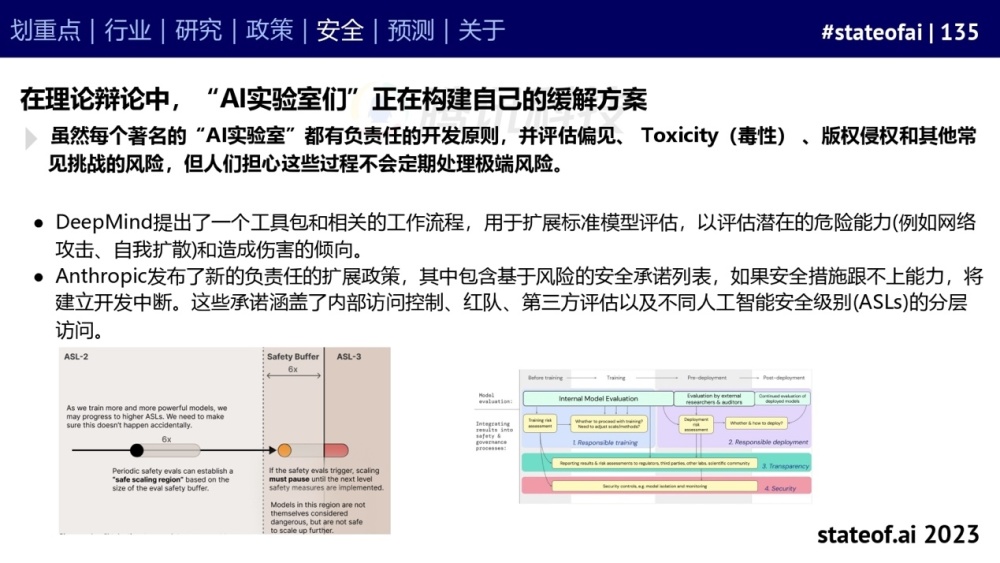 划重点 | 行业 | 研究 | 政策 | 安全 | 预测 | 关于
#stateofai | 135
在理论辩论中，“AI实验室们”正在构建自己的缓解方案
虽然每个著名的“AI实验室”都有负责任的开发原则，并评估偏见、 Toxicity（毒性）、版权侵权和其他常
见挑战的风险，但人们担心这些过程不会定期处理极端风险。
● DeepMind提出了一个工具包和相关的工作流程，用于扩展标准模型评估，以评估潜在的危险能力(例如网络
攻击、自我扩散)和造成伤害的倾向。
● Anthropic发布了新的负责任的扩展政策，其中包含基于风险的安全承诺列表，如果安全措施跟不上能力，将
建立开发中断。这些承诺涵盖了内部访问控制、红队、第三方评估以及不同人工智能安全级别(ASLs)的分层
访问。
ASL-2
Safety Buffer
ASL-3
6x
As we train more and more powerful models, we
may progress to higher ASLs. We need to make
sure this doesn't happen accidentally.
6x
Periodic safety evals can establish a
"safe scaling region" based on the
size of the eval safety buffer.
If the safety evals trigger, scaling
must pause until the next level
safety measures are implemented.
Models in this region are not
themselves considered
dangerous, but are not safe
to scale up further.
Before training
Training
Pre-deployment
Post-deployment
Model
evaluation:
Internal Model Evaluation
Evaluation by external
researchers & auditors
Continued evaluation of
deployed models
Integrating
results into
safety &
governance
processes:
Training risk
assessment
Whether to proceed with training?
Need to adjust scale/methods?
Deployment
risk
assessment
Whether & how to deploy?
1. Responsible training
2. Responsible deployment
Reporting results & risk assessments to regulators, third parties, other labs, scientific community
3. Transparency
Security controls, e.g. model isolation and monitoring
4. Security
stateof.ai 2023